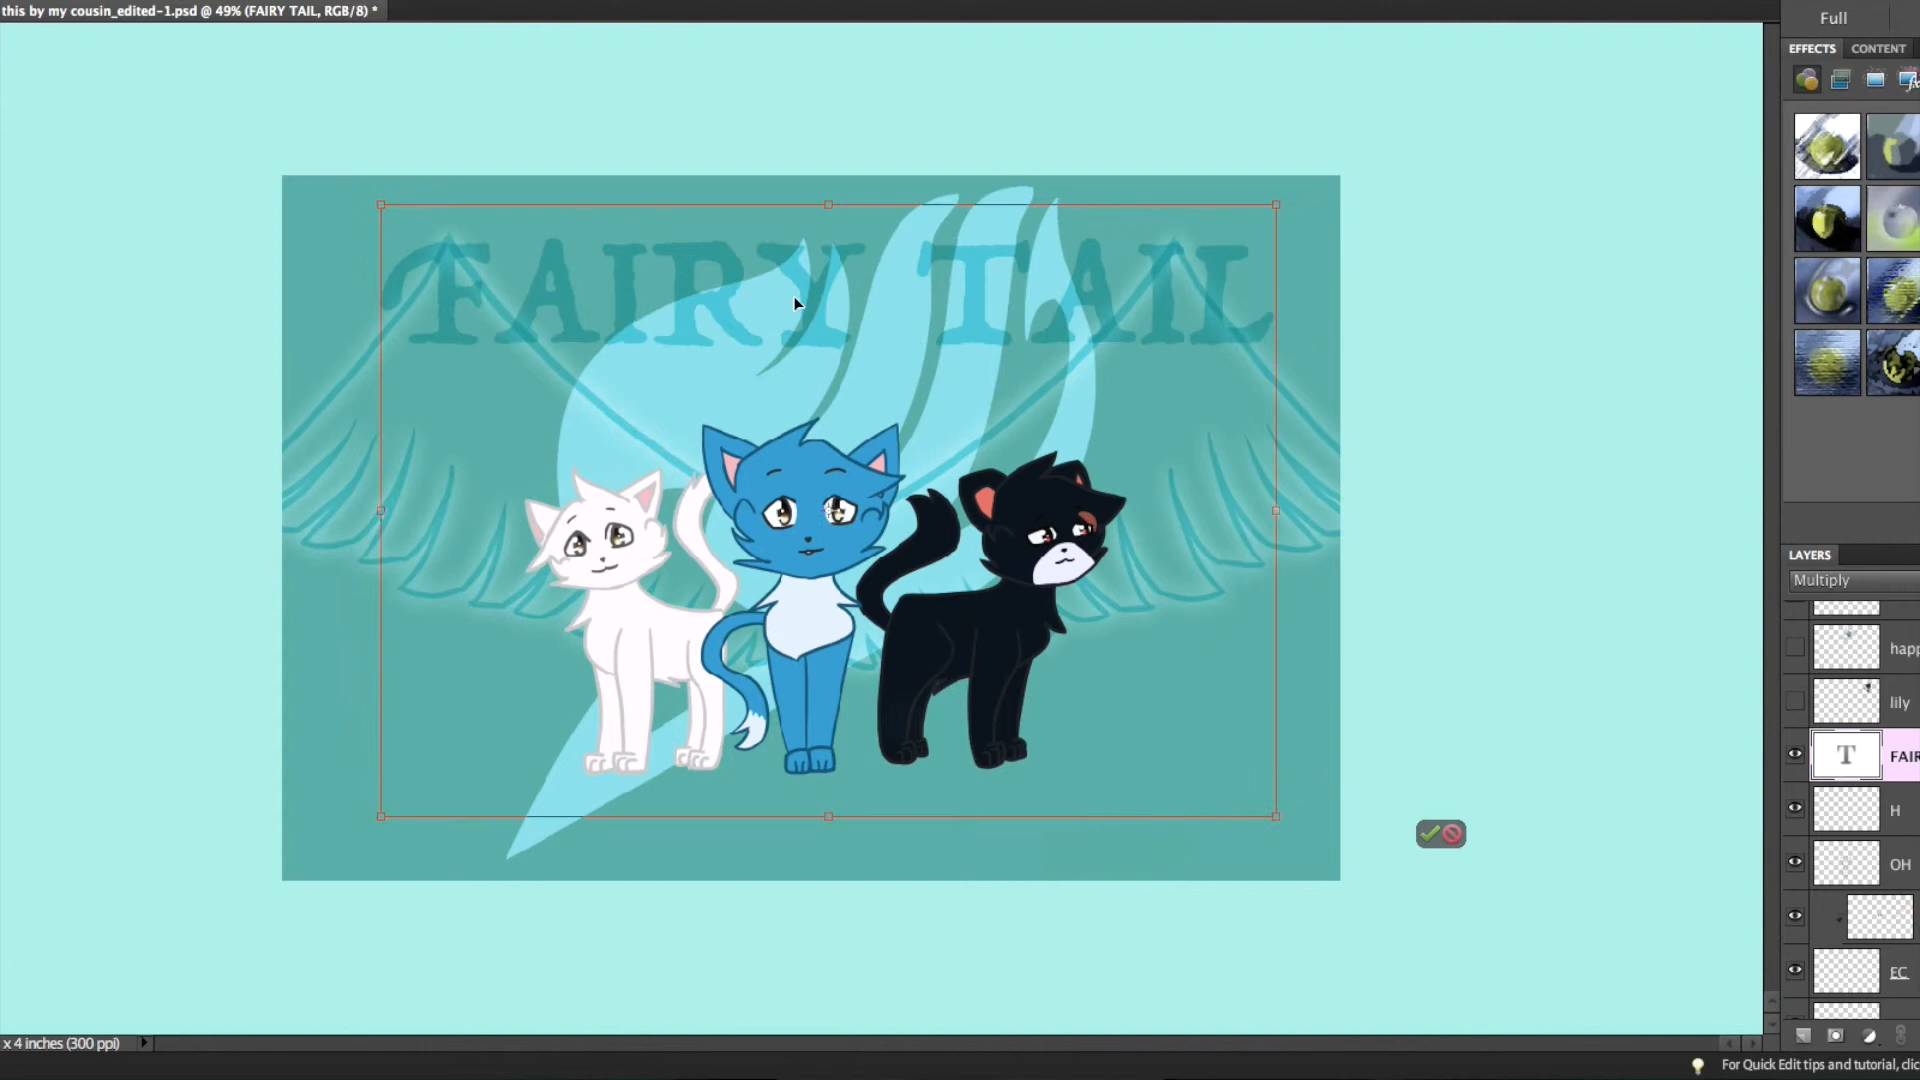 this by my cousin_edited-1.psd @ 49% (FAIRY TAIL, RGB/8) *
Full
EFFECTS CONTENT
FAIRY TAIL
LAYERS
Multiply
happ
lily
T FAIR
H
OH
EC
x 4 inches (300 ppi)
For Quick Edit tips and tutorial, clic